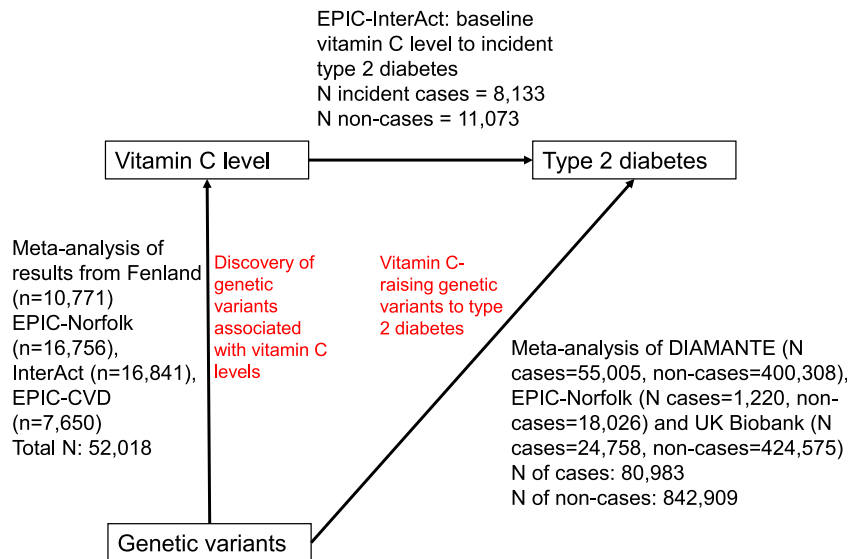 EPIC-InterAct: baseline
vitamin C level to incident
type 2 diabetes
N incident cases = 8,133
N non-cases = 11,073
Vitamin C level
Type 2 diabetes
Meta-analysis of
results from Fenland
(n=10,771)
EPIC-Norfolk
(n=16,756),
InterAct (n=16,841),
EPIC-CVD
(n=7,650)
Total N: 52,018
Discovery of
genetic
variants
associated
with vitamin C
levels
Vitamin C-
raising genetic
variants to type
2 diabetes
Meta-analysis of DIAMANTE (N
cases=55,005, non-cases=400,308),
EPIC-Norfolk (N cases=1,220, non-
cases=18,026) and UK Biobank (N
cases=24,758, non-cases=424,575)
N of cases: 80,983
N of non-cases: 842,909
Genetic variants